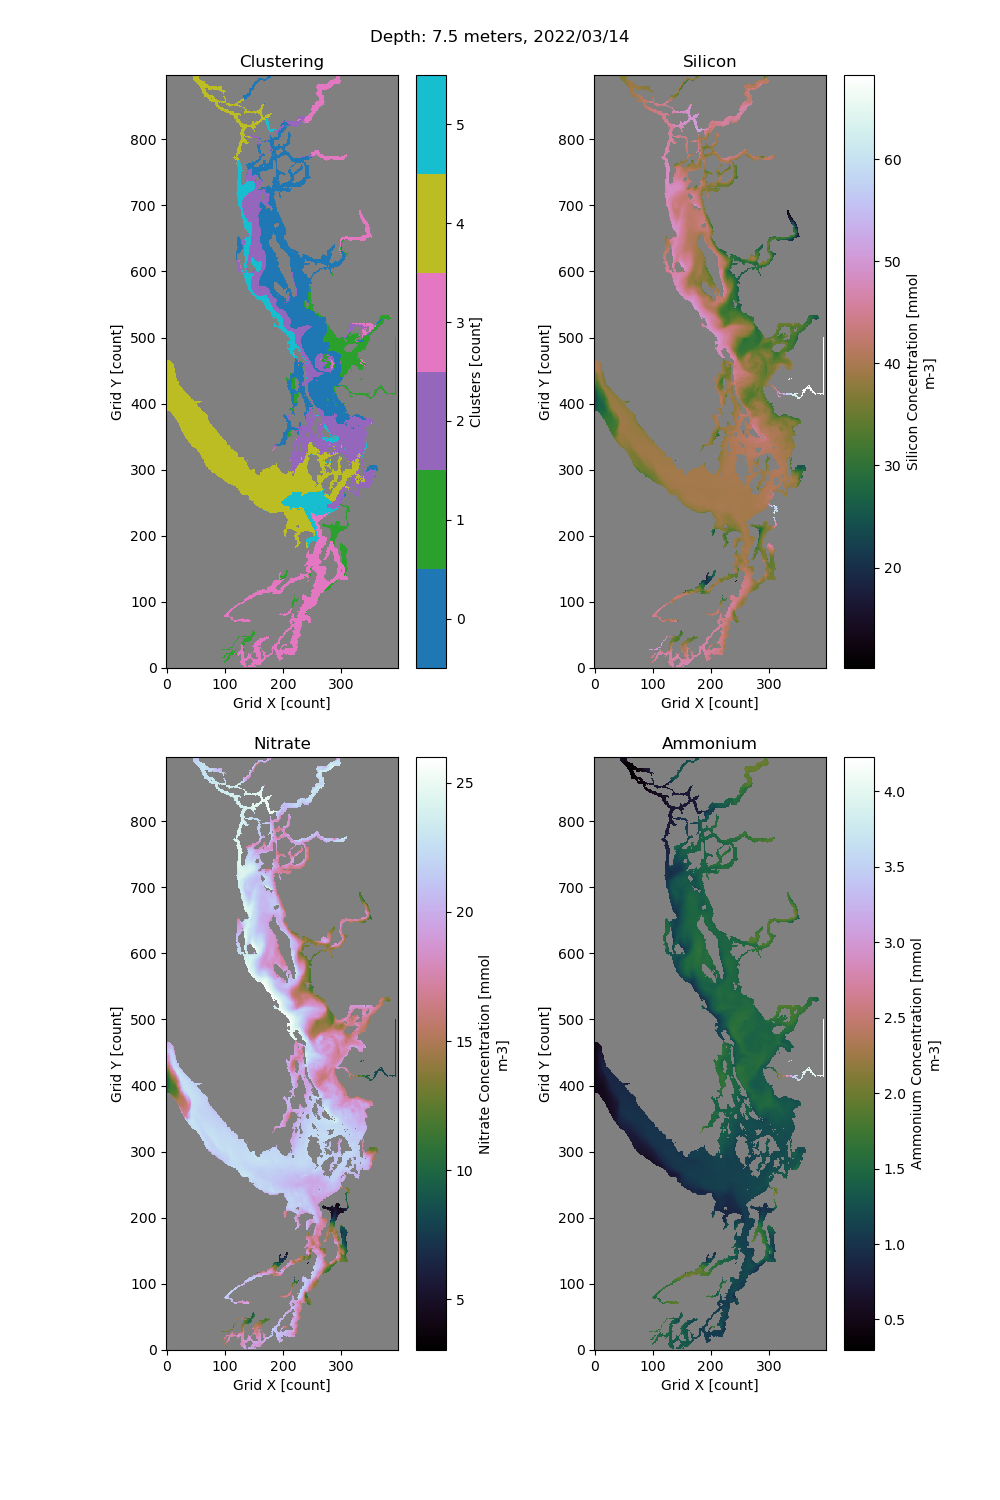 Depth: 7.5 meters, 2022/03/14
Clustering
800
700
600
500
400
300
200
100
0
0 100 200 300
Grid X [count]
Grid Y [count]
5
4
3
2
1
0
Clusters [count]
Silicon
800
700
600
500
400
300
200
100
0
0 100 200 300
Grid X [count]
Grid Y [count]
60
50
40
30
20
Silicon Concentration [mmol
m-3]
Nitrate
800
700
600
500
400
300
200
100
0
0 100 200 300
Grid X [count]
Grid Y [count]
25
20
15
10
5
Nitrate Concentration [mmol
m-3]
Ammonium
800
700
600
500
400
300
200
100
0
0 100 200 300
Grid X [count]
Grid Y [count]
4.0
3.5
3.0
2.5
2.0
1.5
1.0
0.5
Ammonium Concentration [mmol
m-3]